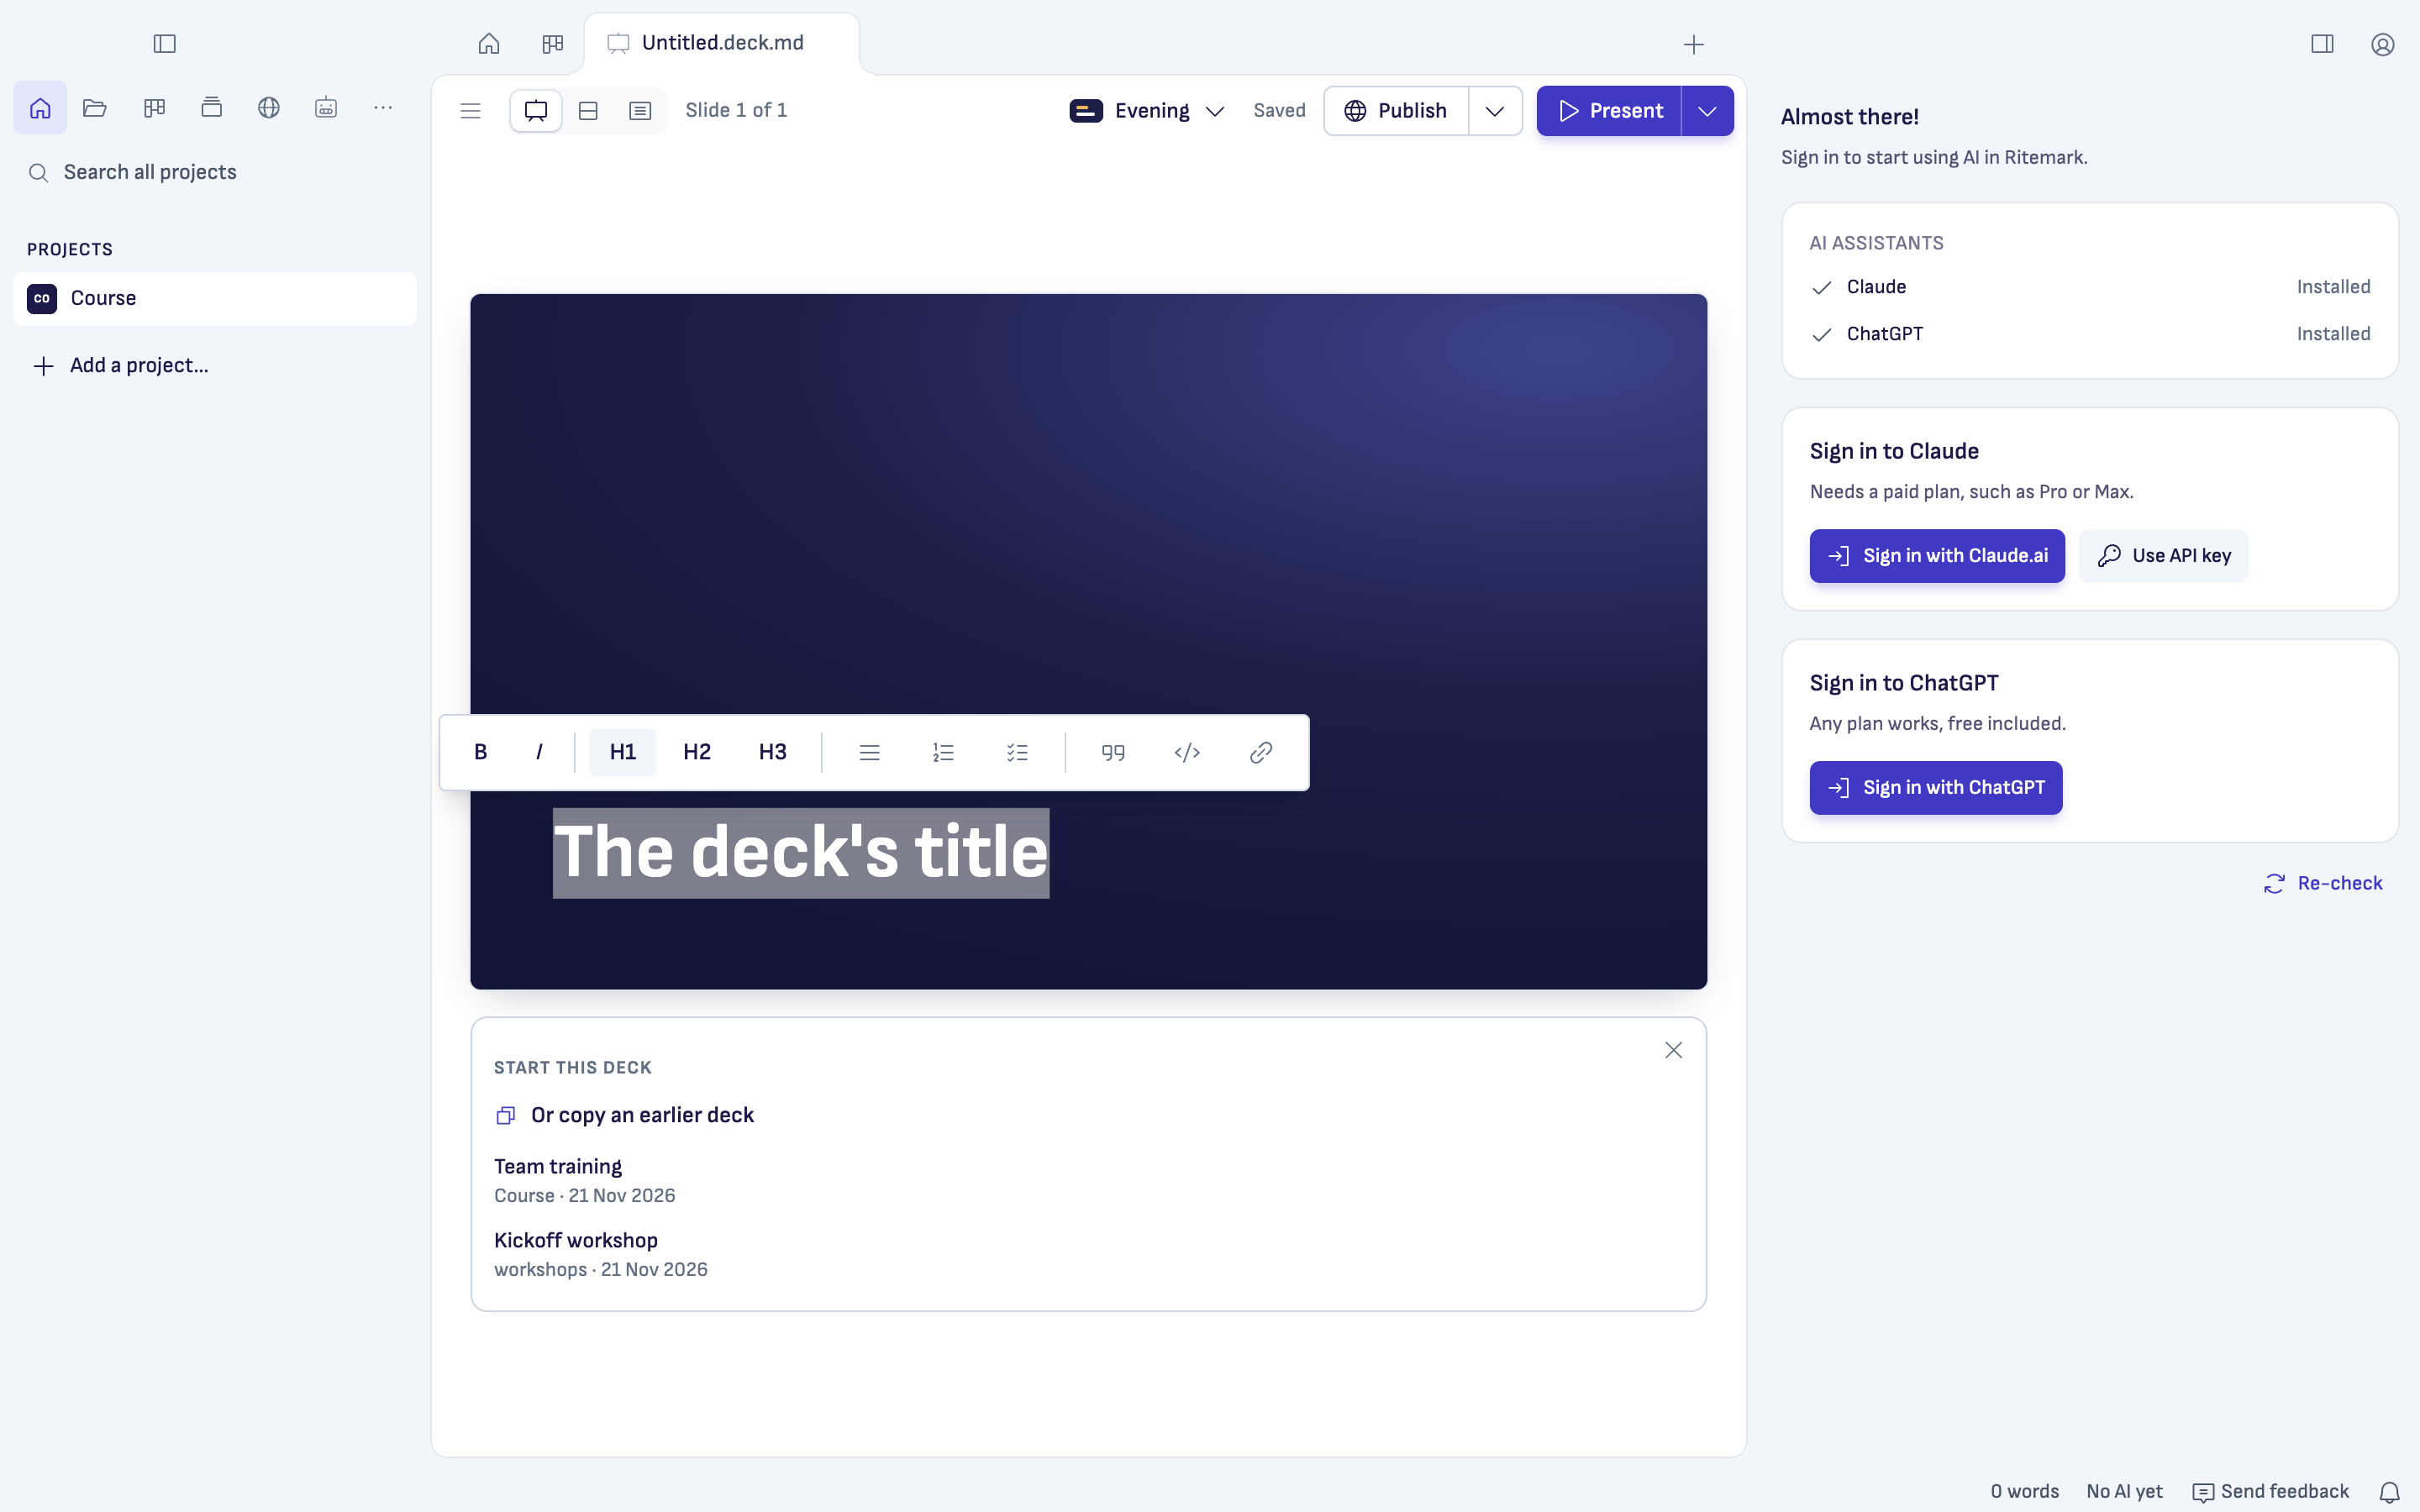 Untitled.deck.md
Search all projects
PROJECTS
CO Course
Add a project...
Slide 1 of 1
Evening
Saved
Publish
Present
B I H1 H2 H3
The deck's title
START THIS DECK
Or copy an earlier deck
Team training
Course · 21 Nov 2026
Kickoff workshop
workshops · 21 Nov 2026
Almost there!
Sign in to start using AI in Ritemark.
AI ASSISTANTS
Claude Installed
ChatGPT Installed
Sign in to Claude
Needs a paid plan, such as Pro or Max.
Sign in with Claude.ai Use API key
Sign in to ChatGPT
Any plan works, free included.
Sign in with ChatGPT
Re-check
0 words No AI yet Send feedback